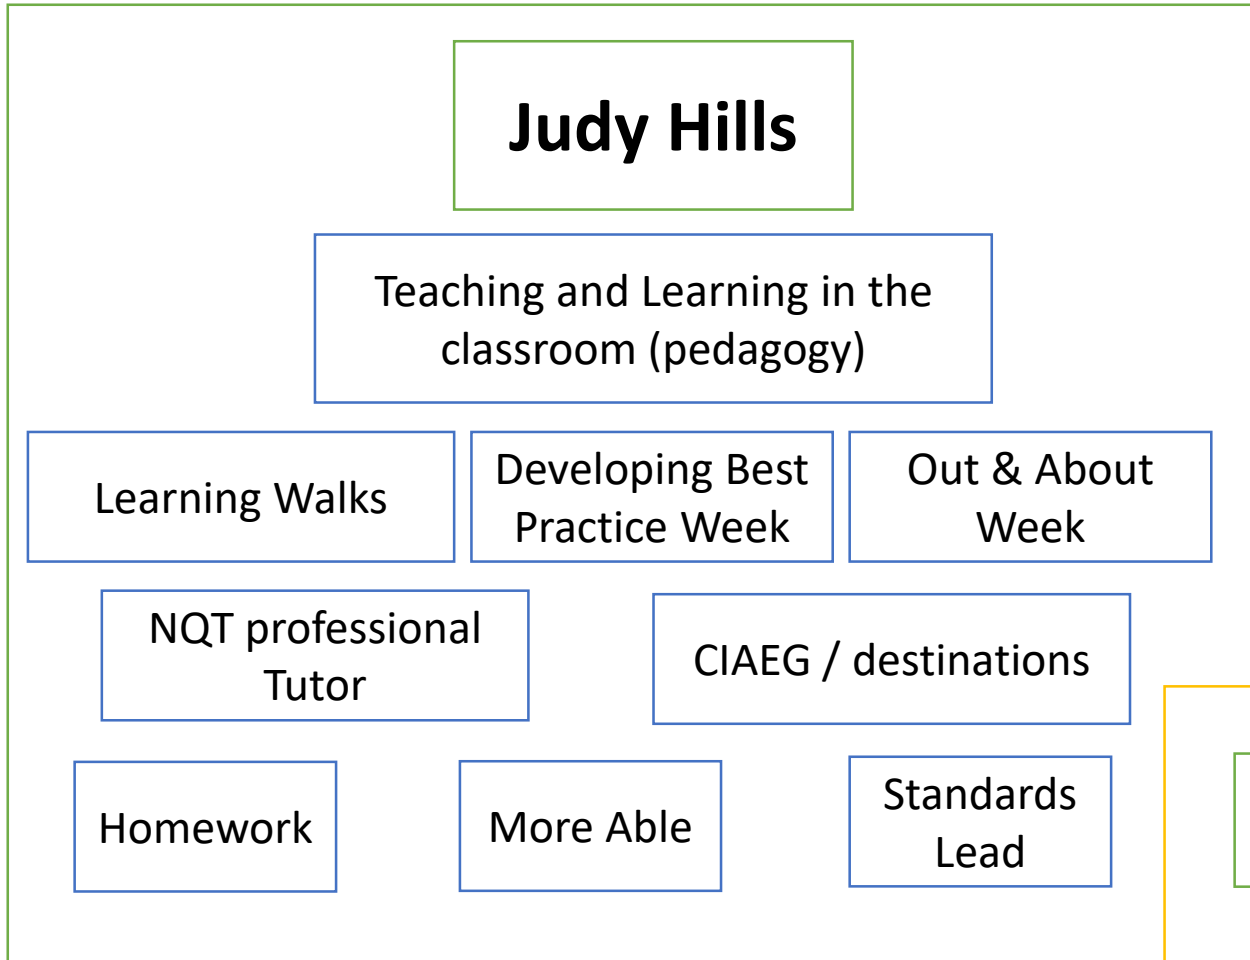 Judy Hills
Teaching and Learning in the
classroom (pedagogy)
Learning Walks
Developing Best
Practice Week
Out & About
Week
NQT professional
Tutor
CIAEG / destinations
Homework
More Able
Standards
Lead